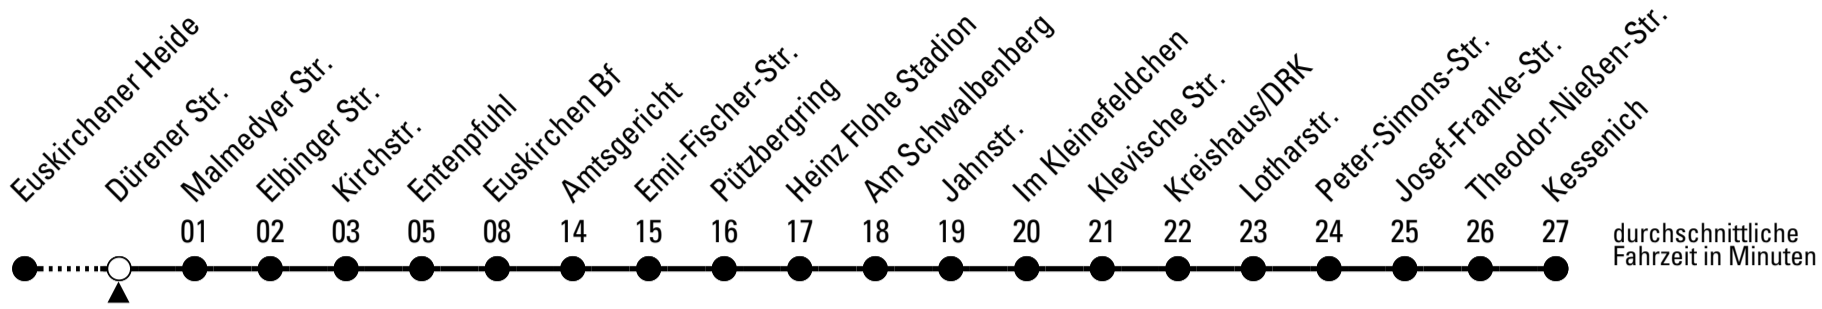 Euskirchener Heide
Dürener Str.
Malmedyer Str.
Elbinger Str.
Kirchstr.
Entenpfuhl
Euskirchen Bf
Amtsgericht
Emil-Fischer-Str.
Pützbergring
Heinz Flohe Stadion
Am Schwalbenberg
Jahnstr.
Im Kleinefeldchen
Klevische Str.
Kreishaus/DRK
Lotharstr.
Peter-Simons-Str.
Josef-Franke-Str.
Theodor-Nießen-Str.
Kessenich
01 02 03 05 08 14 15 16 17 18 19 20 21 22 23 24 25 26 27
durchschnittliche
Fahrzeit in Minuten